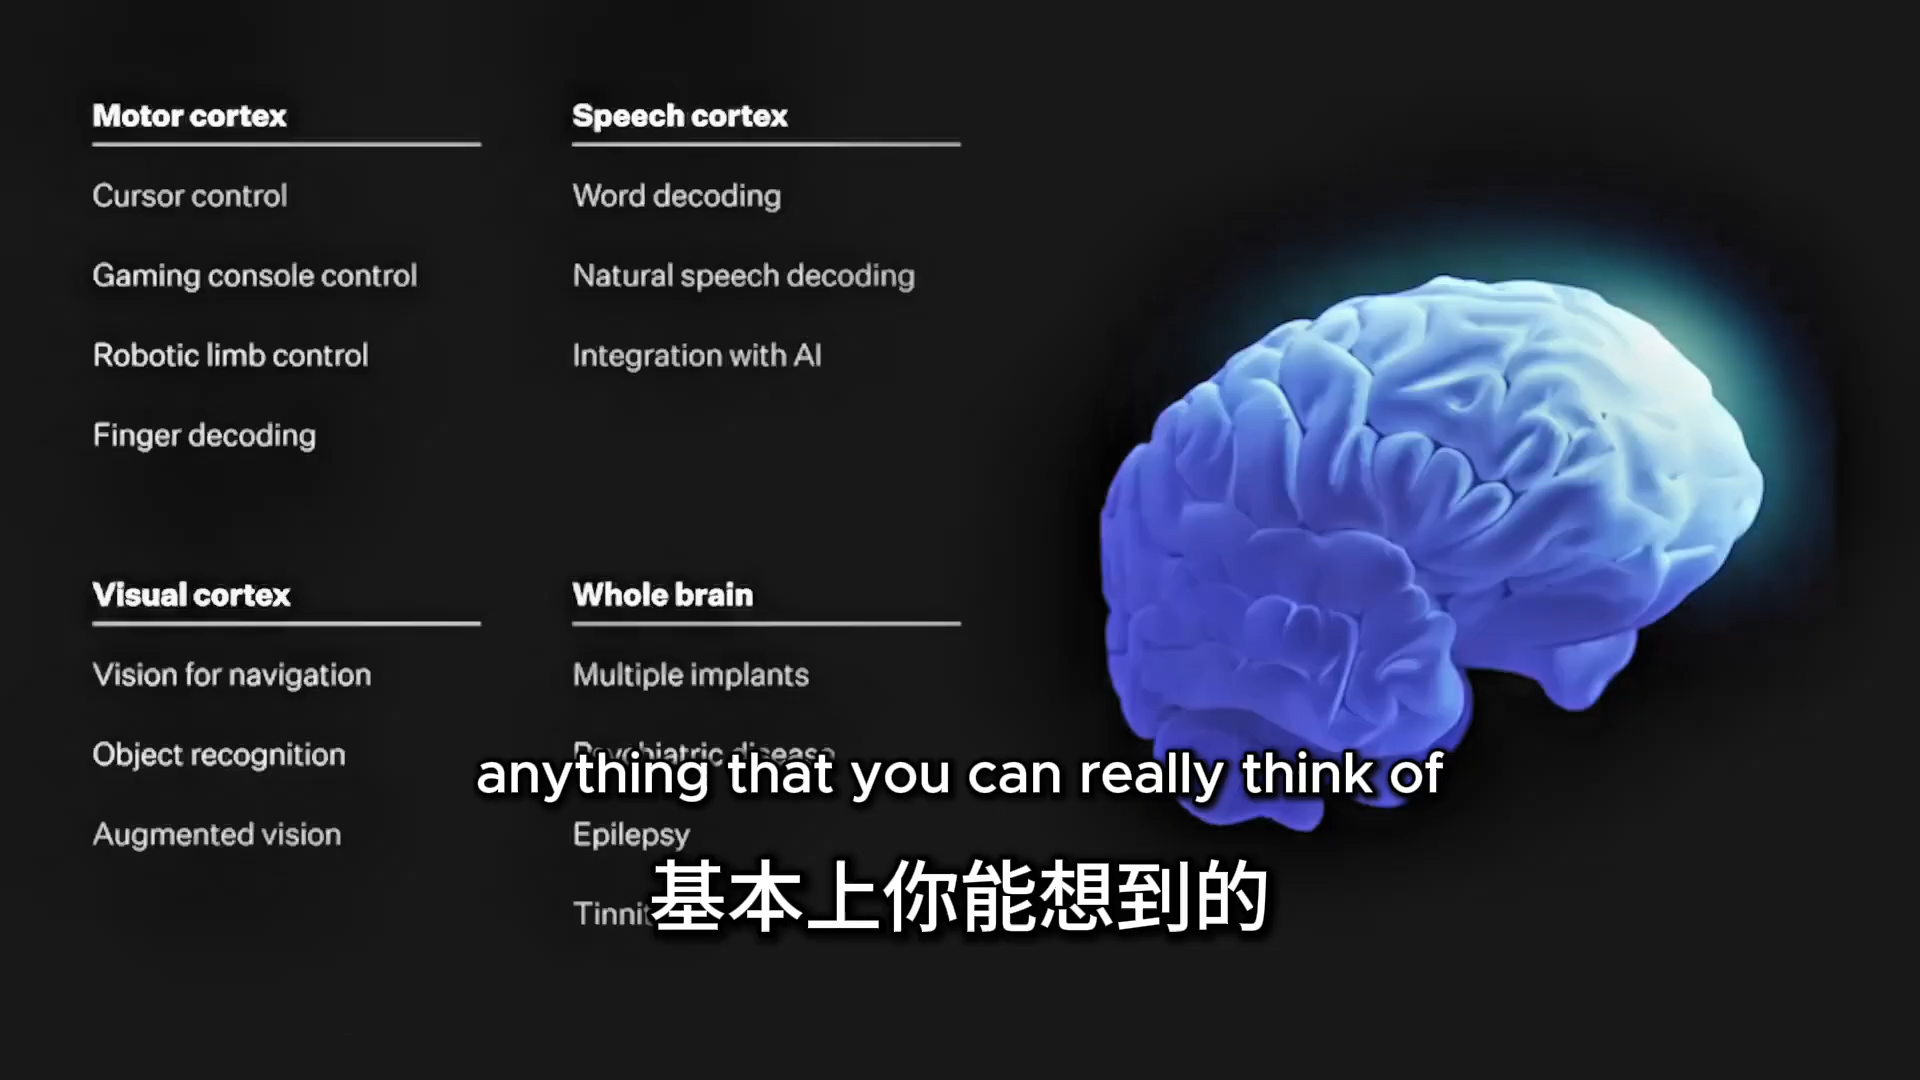 Motor cortex
Cursor control
Gaming console control
Robotic limb control
Finger decoding
Speech cortex
Word decoding
Natural speech decoding
Integration with AI
Visual cortex
Vision for navigation
Object recognition
Augmented vision
Whole brain
Multiple implants
Psychiatric disease
Epilepsy
anything that you can really think of
基本上你能想到的